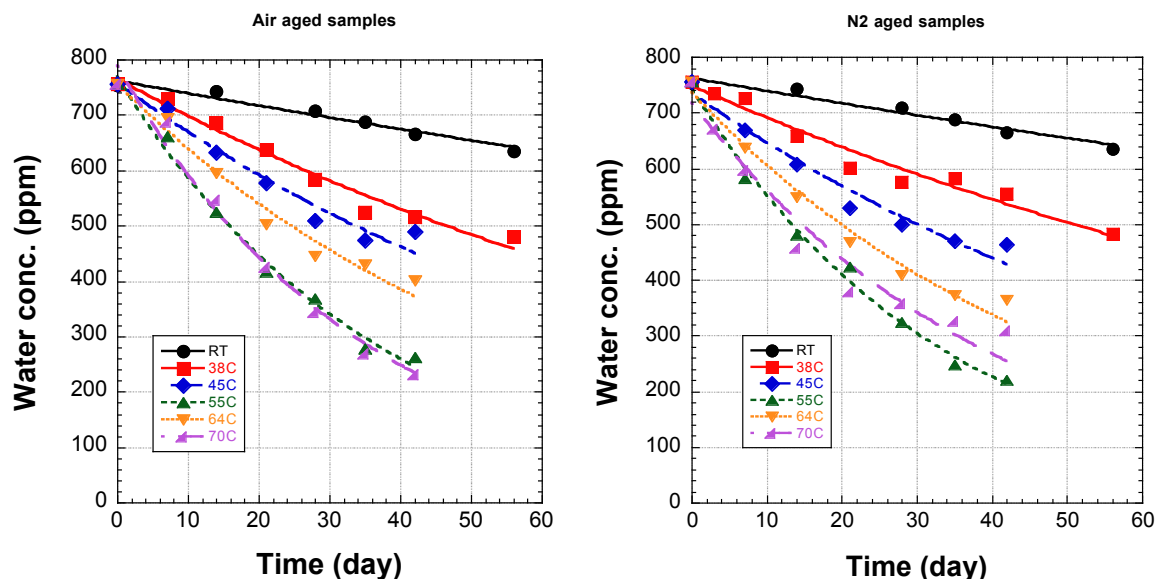 Air aged samples
Water conc. (ppm)
800
700
600
500
400
300
200
100
0
RT
38C
45C
55C
64C
70C
0 10 20 30 40 50 60
Time (day)
N2 aged samples
Water conc. (ppm)
800
700
600
500
400
300
200
100
0
RT
38C
45C
55C
64C
70C
0 10 20 30 40 50 60
Time (day)